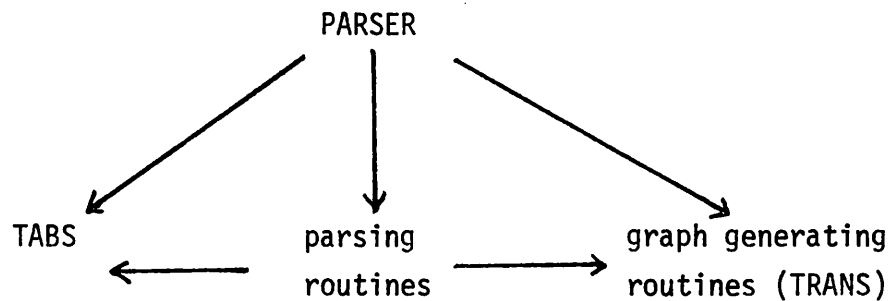 PARSER
TABS
parsing
routines
graph generating
routines (TRANS)